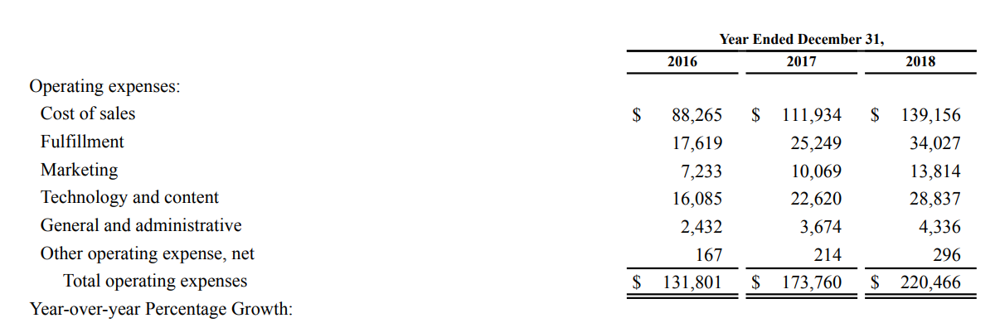 Year Ended December 31,
2016 2017 2018
Operating expenses:
Cost of sales $ 88,265 $ 111,934 $ 139,156
Fulfillment 17,619 25,249 34,027
Marketing 7,233 10,069 13,814
Technology and content 16,085 22,620 28,837
General and administrative 2,432 3,674 4,336
Other operating expense, net 167 214 296
Total operating expenses $ 131,801 $ 173,760 $ 220,466
Year-over-year Percentage Growth: